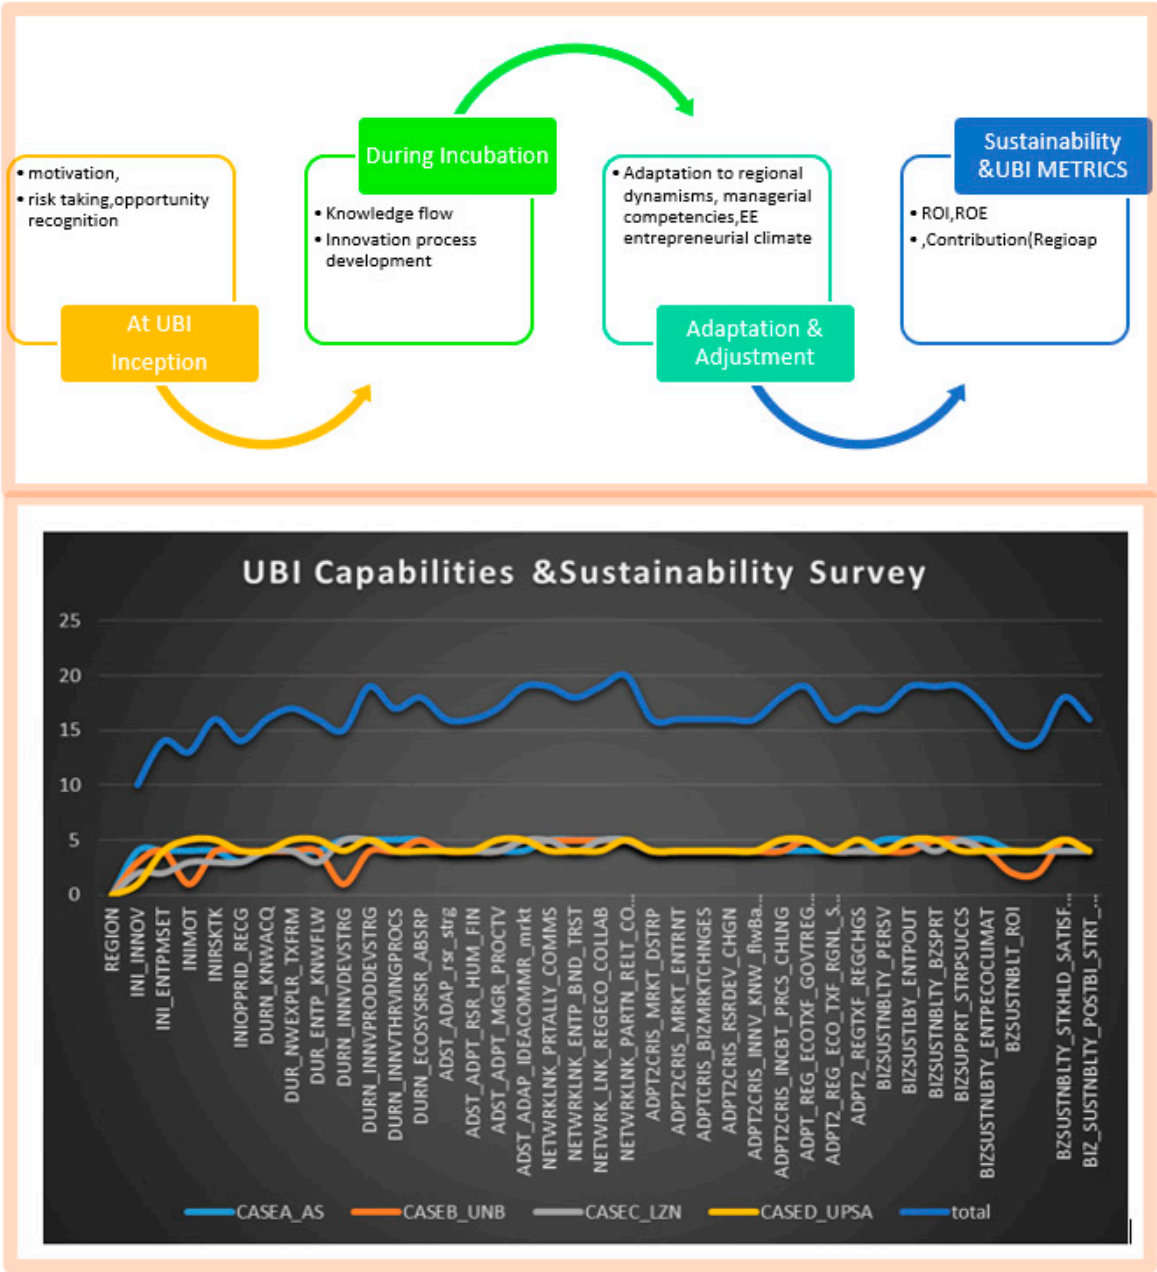 • motivation,
• risk taking,opportunity
recognition
At UBI
Inception
During Incubation
• Knowledge flow
• Innovation process
development
• Adaptation to regional
dynamisms, managerial
competencies,EE
entrepreneurial climate
Adaptation &
Adjustment
Sustainability
&UBI METRICS
• ROI,ROE
• ,Contribution(Regioap
UBI Capabilities &Sustainability Survey
25
20
15
10
5
0
REGION
INI_INNOV
INI_ENTPMSET
INIIMOT
INIRSKTK
INIOPPRID_RECG
DURN_KNWACQ
DUR_NVEXPLR_TXFRM
DUR_ENTP_KNWFLW
DURN_INNVDEVSTRG
DURN_INNVPRODDEVSTRG
DURN_INNVTHRVINGPROCS
DURN_ECOSYSRSR_ABSRP
ADST_ADAP_rsr_strg
ADST_ADPT_RSR_HUM_FIN
ADST_ADPT_MGR_PROCTV
ADST_ADAP_IDEACOMMR_mrkt
NETWRKLNK_PRTALLY_COMMS
NETWRKLNK_ENTP_BND_TRST
NETWRK_LNK_REGECO_COLLAB
NETWRKLNK_PARTN_RELT_CO...
ADPT2CRIS_MRKT_DSTRP
ADPT2CRIS_MRKT_ENTRNT
ADPTCRIS_BIZMRKTCHNGES
ADPT2CRIS_RSRDEV_CHGN
ADPT2CRIS_INNV_KNW_flwBa...
ADPT2CRIS_INCBT_PRCS_CHLNG
ADPT_REG_ECOTXF_GOVTREG...
ADPT2_REG_ECO_TXF_RGNL_S...
ADPT2_REGTXF_REGCHGS
BIZSUSTNBLTY_PERSV
BIZSUSTLBY_ENTPOUT
BIZSUSTNBLTY_BZSPRT
BIZSUPPRT_STRPSUCCS
BIZSUSTNLBTY_ENTPECOCLIMAT
BZSUSTNBLT_ROI
BZSUSTNBLTY_STKHLD_SATISF...
BIZ_SUSTNBLTY_POSTBI_STRT_...
CASEA_AS
CASEB_UNB
CASEC_LZN
CASED_UPSA
total